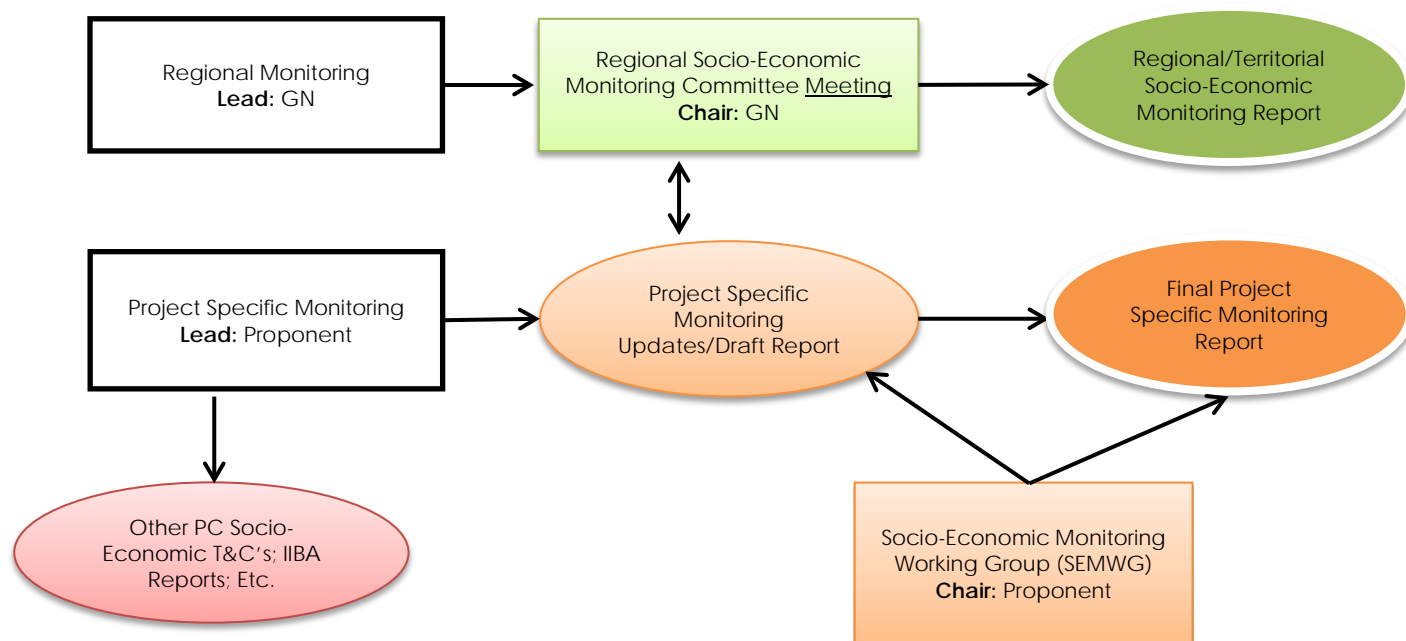 Regional Monitoring
Lead: GN
Regional Socio-Economic
Monitoring Committee Meeting
Chair: GN
Regional/Territorial
Socio-Economic
Monitoring Report
Project Specific Monitoring
Lead: Proponent
Project Specific
Monitoring
Updates/Draft Report
Final Project
Specific Monitoring
Report
Other PC Socio-
Economic T&C’s; IIBA
Reports; Etc.
Socio-Economic Monitoring
Working Group (SEMWG)
Chair: Proponent